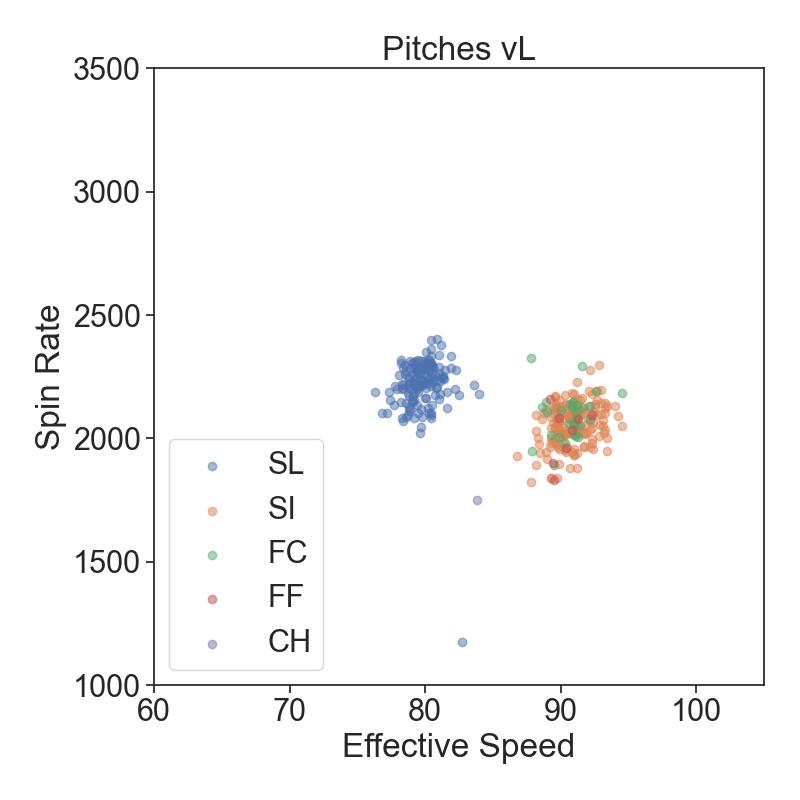 Pitches vL
3500
3000
2500
2000
1500
1000
Spin Rate
SL
SI
FC
FF
CH
60 70 80 90 100
Effective Speed